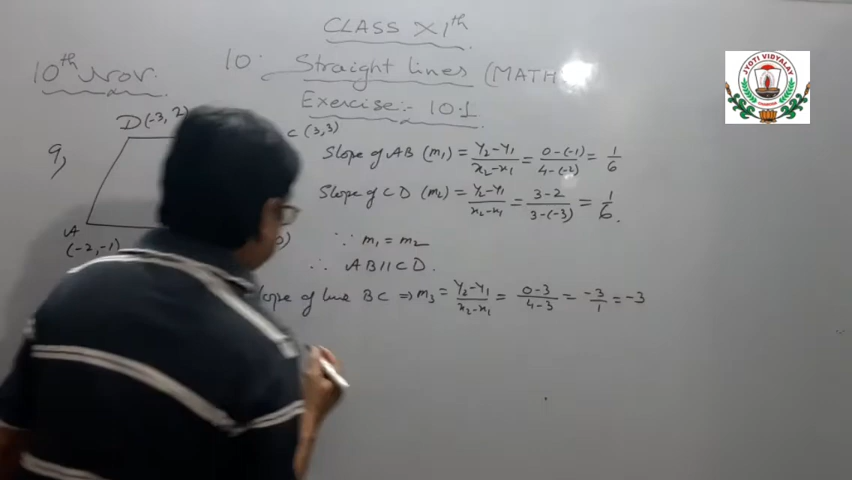 CLASS XIth
10th Nov.
10. Straight lines (MATH
Exercise:- 10.1
JYOTI VIDYALAY
D(-3, 2)
C (3,3)
9,
A
(-2,-1)
Slope of AB (m₁) = y₂-y₁/x₂-x₁ = 0-(-1)/4-(-2) = 1/6
Slope of CD (m₂) = y₂-y₁/x₂-x₁ = 3-2/3-(-3) = 1/6.
∵ m₁ = m₂
∴ AB || CD.
Slope of line BC ⇒ m₃ = y₂-y₁/x₂-x₁ = 0-3/4-3 = -3/1 = -3